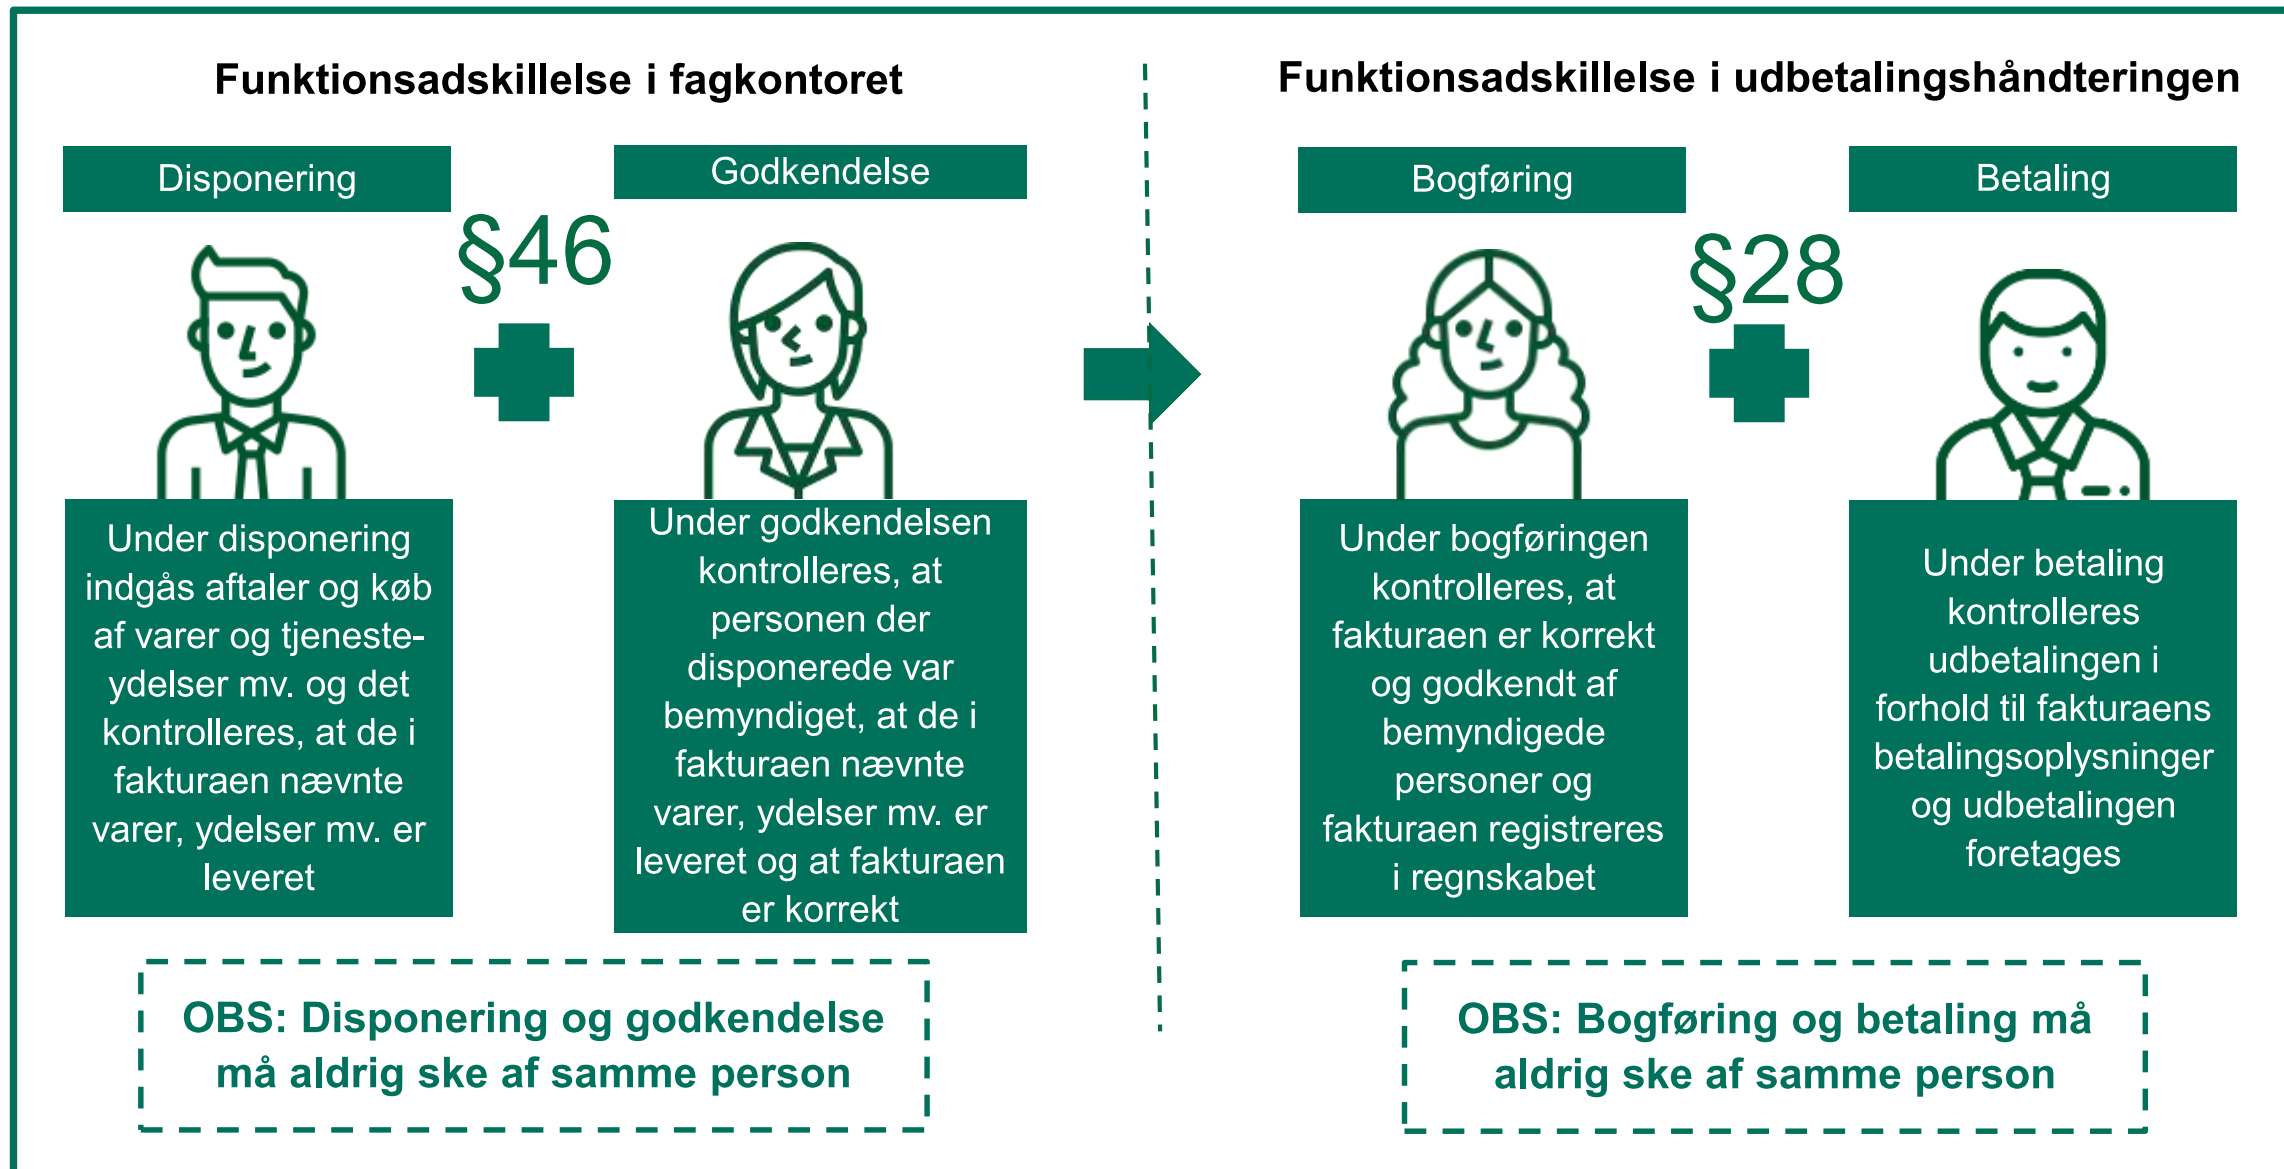 Funktionsadskillelse i fagkontoret
Disponering
§46
Godkendelse
Under disponering
indgås aftaler og køb
af varer og tjeneste-
ydelser mv. og det
kontrolleres, at de i
fakturaen nævnte
varer, ydelser mv. er
leveret
Under godkendelsen
kontrolleres, at
personen der
disponerede var
bemyndiget, at de i
fakturaen nævnte
varer, ydelser mv. er
leveret og at fakturaen
er korrekt
OBS: Disponering og godkendelse
må aldrig ske af samme person
Funktionsadskillelse i udbetalingshåndteringen
Bogføring
§28
Betaling
Under bogføringen
kontrolleres, at
fakturaen er korrekt
og godkendt af
bemyndigede
personer og
fakturaen registreres
i regnskabet
Under betaling
kontrolleres
udbetalingen i
forhold til fakturaens
betalingsoplysninger
og udbetalingen
foretages
OBS: Bogføring og betaling må
aldrig ske af samme person